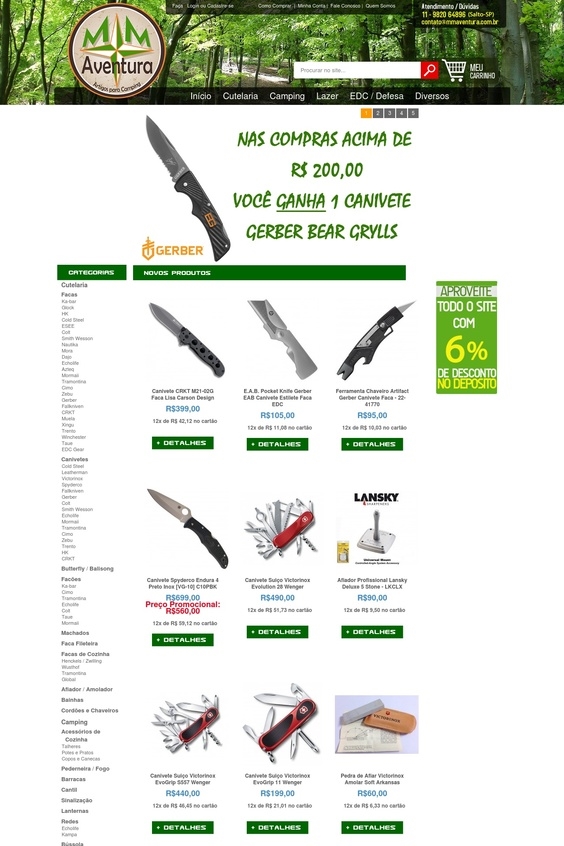 Faça Login ou Cadastre-se
Como Comprar | Minha Conta | Fale Conosco | Quem Somos
Atendimento / Dúvidas
11 - 9820 64896 (Salto-SP)
contato@mmaventura.com.br
MM
Aventura
Artigos para Camping
Procurar no site...
MEU
CARRINHO
Início Cutelaria Camping Lazer EDC / Defesa Diversos
1 2 3 4 5
NAS COMPRAS ACIMA DE
R$ 200,00
VOCÊ GANHA 1 CANIVETE
GERBER BEAR GRYLLS
GERBER
CATEGORIAS
Cutelaria
Facas
Ka-bar
Glock
HK
Cold Steel
ESEE
Colt
Smith Wesson
Nautika
Mora
Dajo
Echolife
Azteq
Mormaii
Tramontina
Cimo
Zebu
Gerber
Fallkniven
CRKT
Muela
Xingu
Trento
Winchester
Taue
EDC Gear
Canivetes
Cold Steel
Leatherman
Victorinox
Spyderco
Fallkniven
Gerber
Colt
Smith Wesson
Echolife
Mormaii
Tramontina
Cimo
Zebu
Trento
HK
CRKT
Butterfly / Balisong
Facões
Ka-bar
Cimo
Tramontina
Echolife
Colt
Taue
Mormaii
Machados
Faca Fileteira
Facas de Cozinha
Henckels / Zwilling
Wusthof
Tramontina
Global
Afiador / Amolador
Bainhas
Cordões e Chaveiros
Camping
Acessórios de
Cozinha
Talheres
Potes e Pratos
Copos e Canecas
Pederneira / Fogo
Barracas
Cantil
Sinalização
Lanternas
Redes
Echolife
Kampa
Bússola
NOVOS PRODUTOS
Canivete CRKT M21-02G
Faca Lisa Carson Design
R$399,00
12x de R$ 42,12 no cartão
+ DETALHES
E.A.B. Pocket Knife Gerber
EAB Canivete Estilete Faca
EDC
R$105,00
12x de R$ 11,08 no cartão
+ DETALHES
Ferramenta Chaveiro Artifact
Gerber Canivete Faca - 22-
41770
R$95,00
12x de R$ 10,03 no cartão
+ DETALHES
Canivete Spyderco Endura 4
Preto Inox [VG-10] C10PBK
R$699,00
Preço Promocional:
R$560,00
12x de R$ 59,12 no cartão
+ DETALHES
Canivete Suíço Victorinox
Evolution 28 Wenger
R$490,00
12x de R$ 51,73 no cartão
+ DETALHES
LANSKY
SHARPENERS
Universal Mount
Afiador Profissional Lansky
Deluxe 5 Stone - LKCLX
R$90,00
12x de R$ 9,50 no cartão
+ DETALHES
Canivete Suíço Victorinox
EvoGrip S557 Wenger
R$440,00
12x de R$ 46,45 no cartão
+ DETALHES
Canivete Suíço Victorinox
EvoGrip 11 Wenger
R$199,00
12x de R$ 21,01 no cartão
+ DETALHES
VICTORINOX
Pedra de Afiar Victorinox
Amolar Soft Arkansas
R$60,00
12x de R$ 6,33 no cartão
+ DETALHES
APROVEITE
TODO O SITE
COM
6%
DE DESCONTO
NO DEPÓSITO